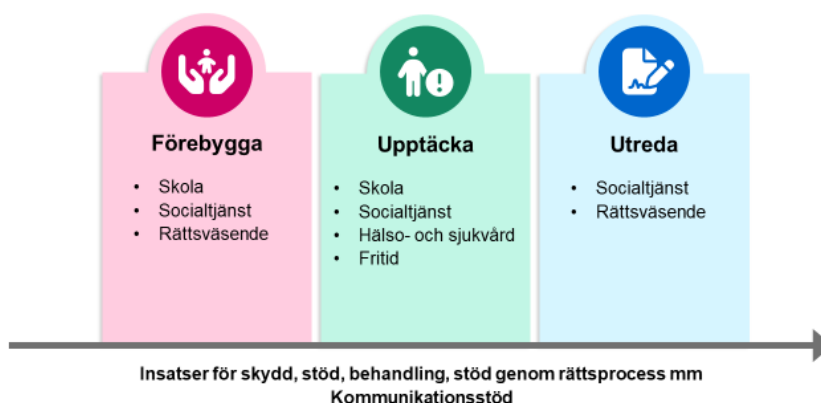 Förebygga
• Skola
• Socialtjänst
• Rättsväsende
Upptäcka
• Skola
• Socialtjänst
• Hälso- och sjukvård
• Fritid
Utreda
• Socialtjänst
• Rättsväsende
Insatser för skydd, stöd, behandling, stöd genom rättsprocess mm
Kommunikationsstöd